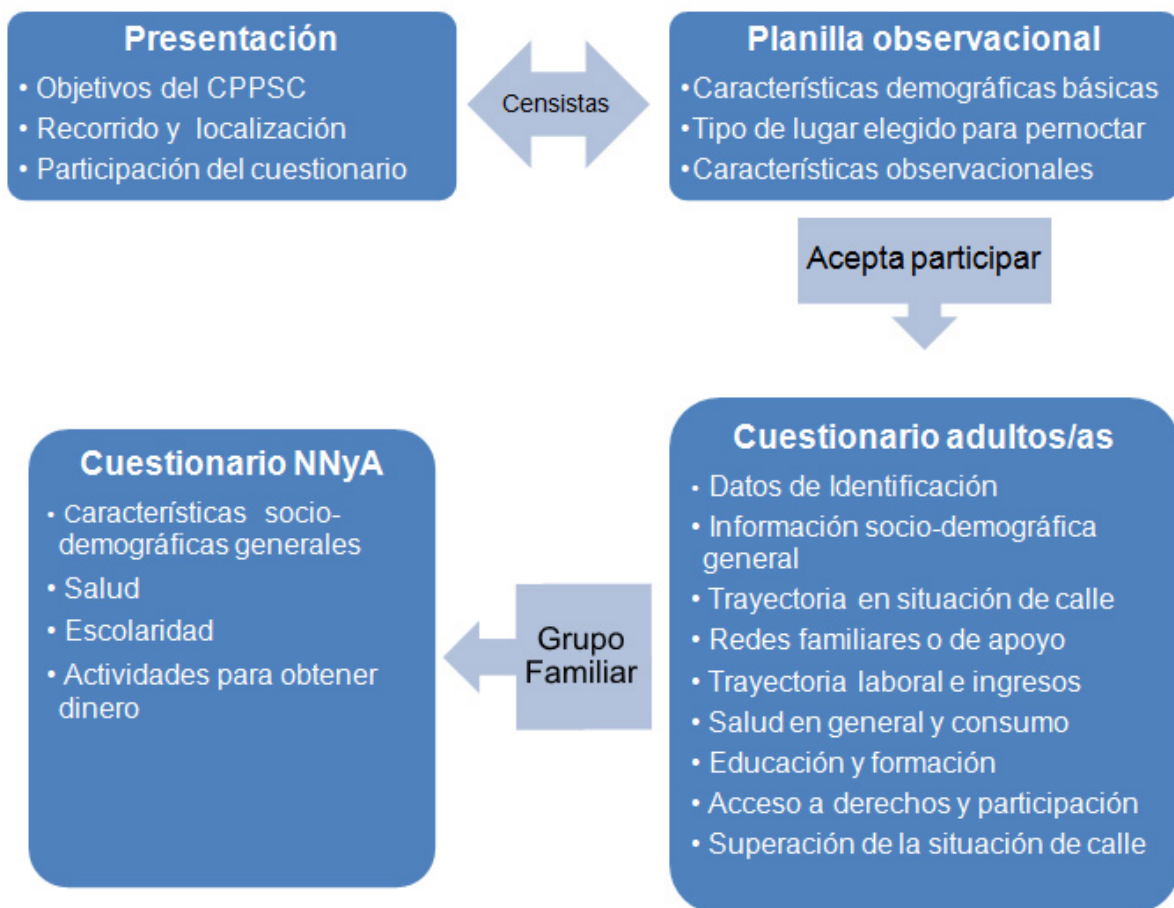 Presentación
• Objetivos del CPPSC
• Recorrido y localización
• Participación del cuestionario
Censistas
Planilla observacional
•Características demográficas básicas
•Tipo de lugar elegido para pernoctar
•Características observacionales
Acepta participar
Cuestionario adultos/as
• Datos de Identificación
• Información socio-demográfica
general
• Trayectoria en situación de calle
• Redes familiares o de apoyo
• Trayectoria laboral e ingresos
• Salud en general y consumo
• Educación y formación
• Acceso a derechos y participación
• Superación de la situación de calle
Grupo
Familiar
Cuestionario NNyA
• Características socio-
demográficas generales
• Salud
• Escolaridad
• Actividades para obtener
dinero